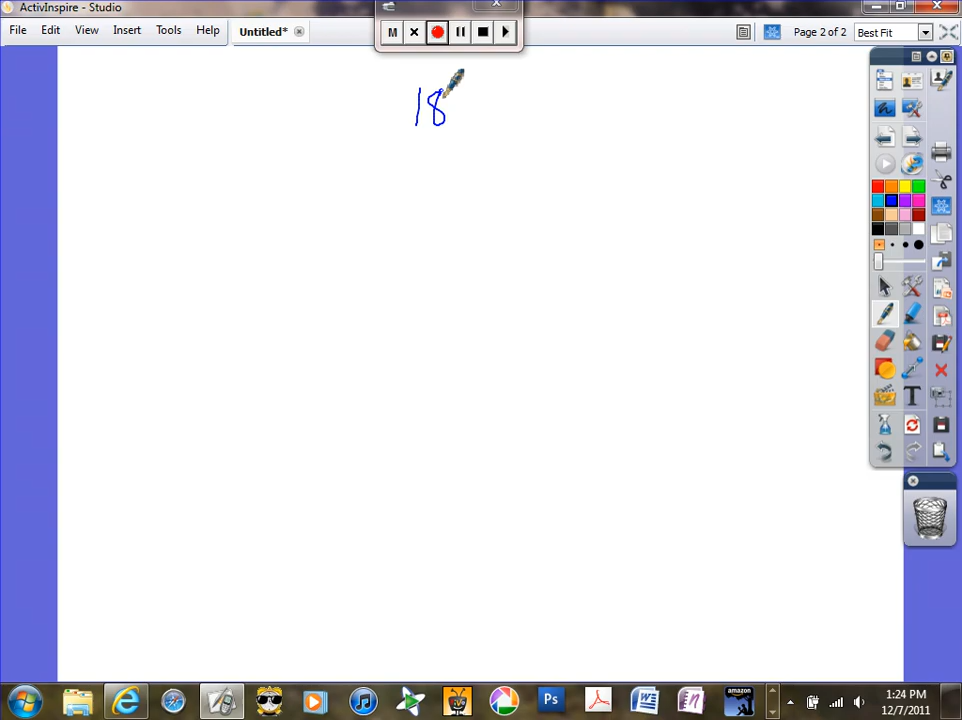 ActivInspire - Studio
File Edit View Insert Tools Help Untitled*
M
Page 2 of 2 Best Fit
18
T
Ps
W
N
TiVo
amazon
1:24 PM
12/7/2011